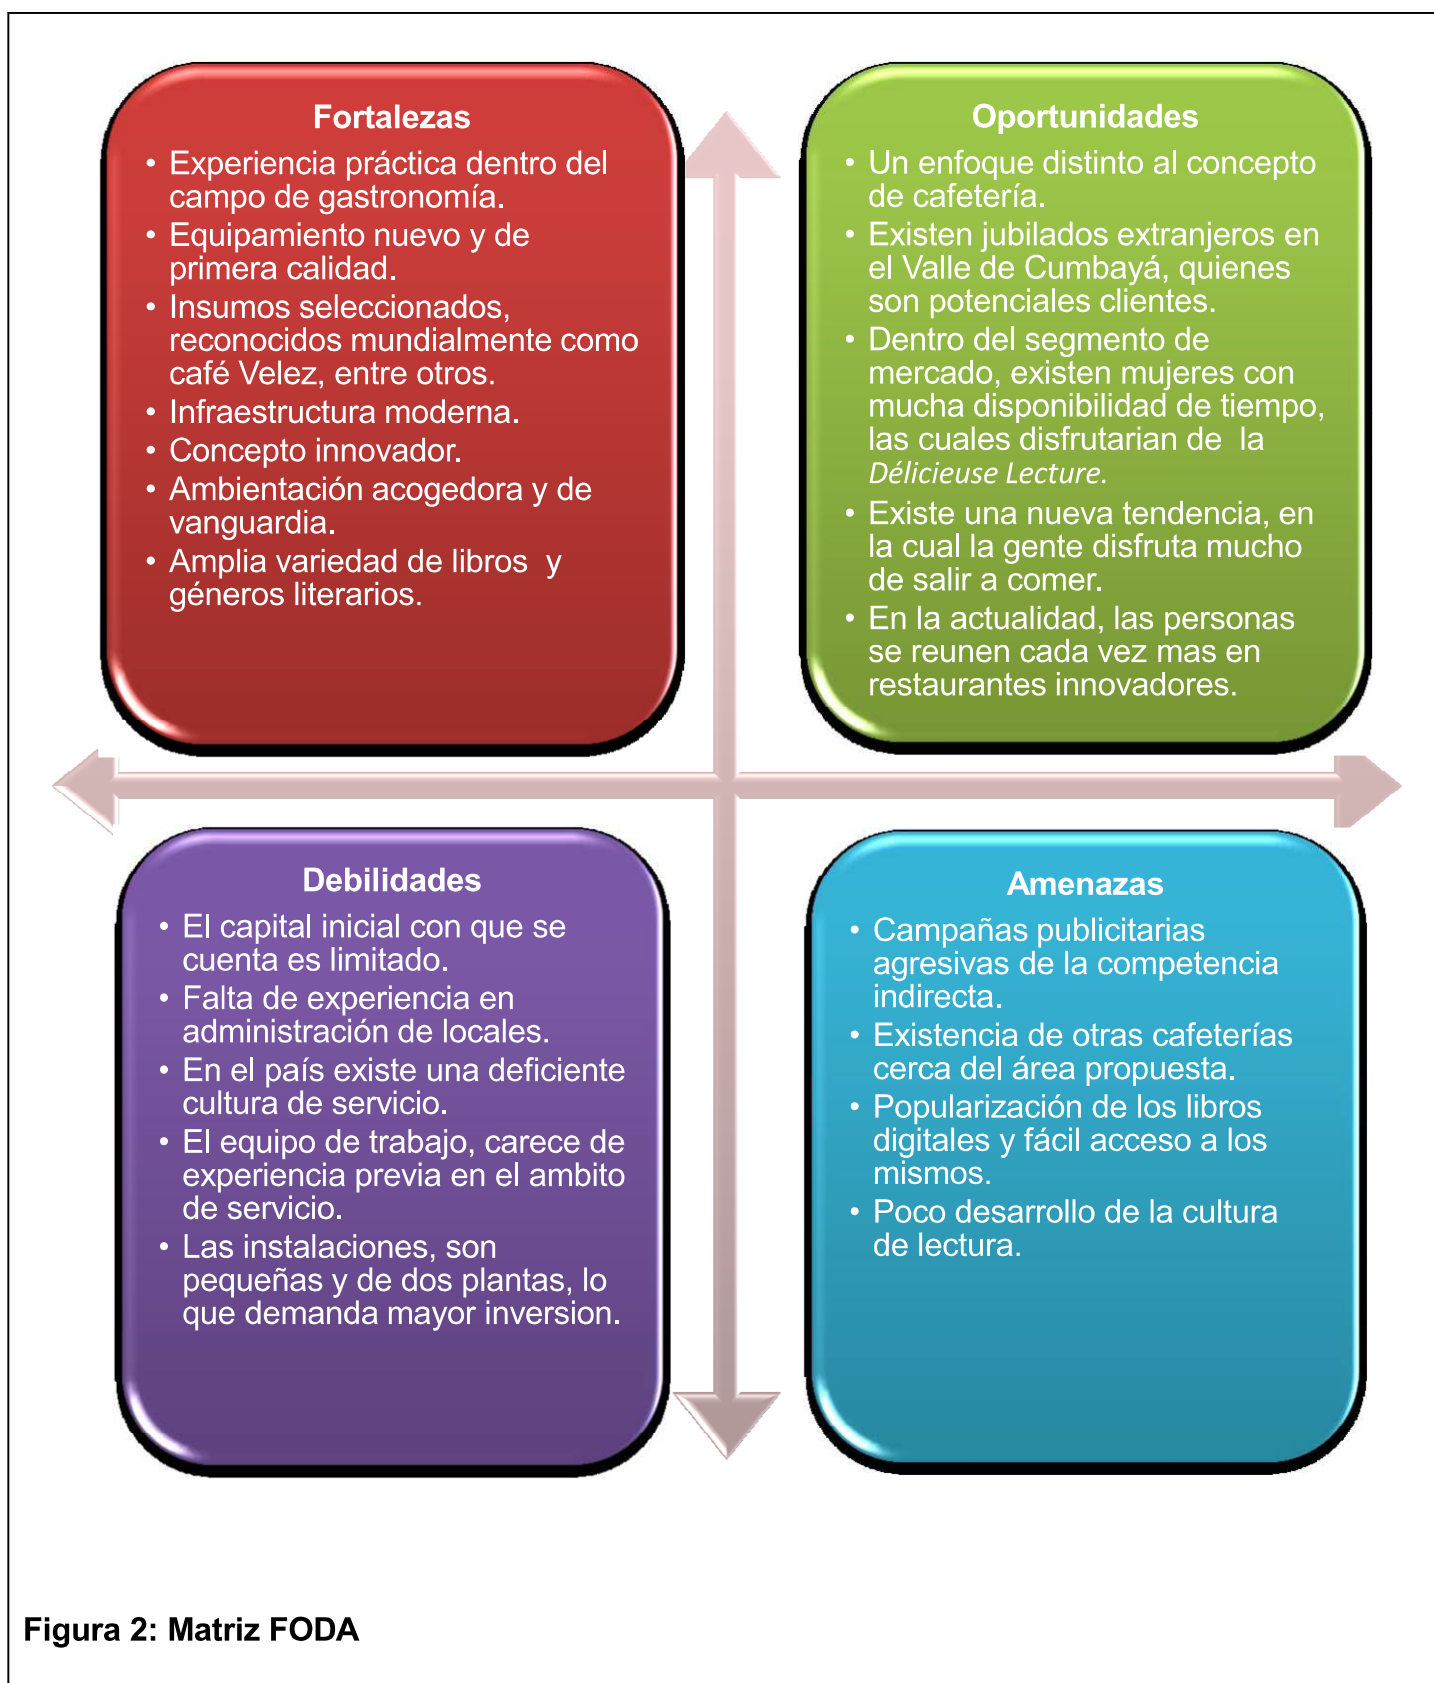 Fortalezas
• Experiencia práctica dentro del
campo de gastronomía.
• Equipamiento nuevo y de
primera calidad.
• Insumos seleccionados,
reconocidos mundialmente como
café Velez, entre otros.
• Infraestructura moderna.
• Concepto innovador.
• Ambientación acogedora y de
vanguardia.
• Amplia variedad de libros y
géneros literarios.
Oportunidades
• Un enfoque distinto al concepto
de cafetería.
• Existen jubilados extranjeros en
el Valle de Cumbayá, quienes
son potenciales clientes.
• Dentro del segmento de
mercado, existen mujeres con
mucha disponibilidad de tiempo,
las cuales disfrutarian de la
Délicieuse Lecture.
• Existe una nueva tendencia, en
la cual la gente disfruta mucho
de salir a comer.
• En la actualidad, las personas
se reunen cada vez mas en
restaurantes innovadores.
Debilidades
• El capital inicial con que se
cuenta es limitado.
• Falta de experiencia en
administración de locales.
• En el país existe una deficiente
cultura de servicio.
• El equipo de trabajo, carece de
experiencia previa en el ambito
de servicio.
• Las instalaciones, son
pequeñas y de dos plantas, lo
que demanda mayor inversion.
Amenazas
• Campañas publicitarias
agresivas de la competencia
indirecta.
• Existencia de otras cafeterías
cerca del área propuesta.
• Popularización de los libros
digitales y fácil acceso a los
mismos.
• Poco desarrollo de la cultura
de lectura.
Figura 2: Matriz FODA